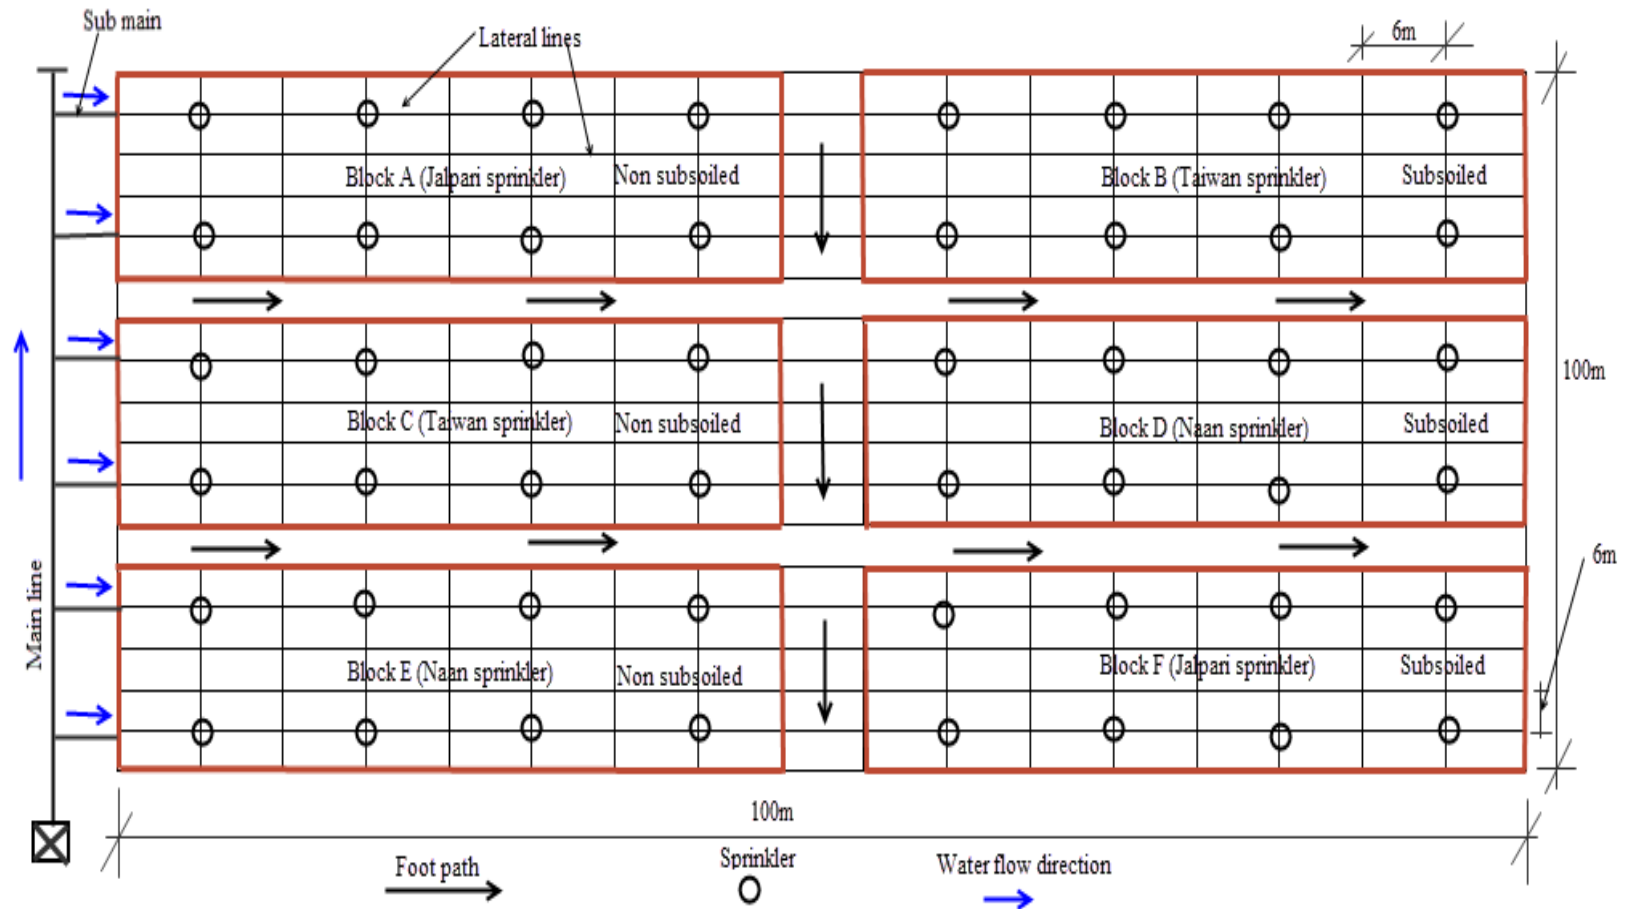 Sub main
Lateral lines
6m
Block A (Jalpari sprinkler)
Non subsoiled
Block B (Taiwan sprinkler)
Subsoiled
Block C (Taiwan sprinkler)
Non subsoiled
Block D (Naan sprinkler)
Subsoiled
100m
Main line
6m
Block E (Naan sprinkler)
Non subsoiled
Block F (Jalpari sprinkler)
Subsoiled
100m
Foot path
Sprinkler
Water flow direction